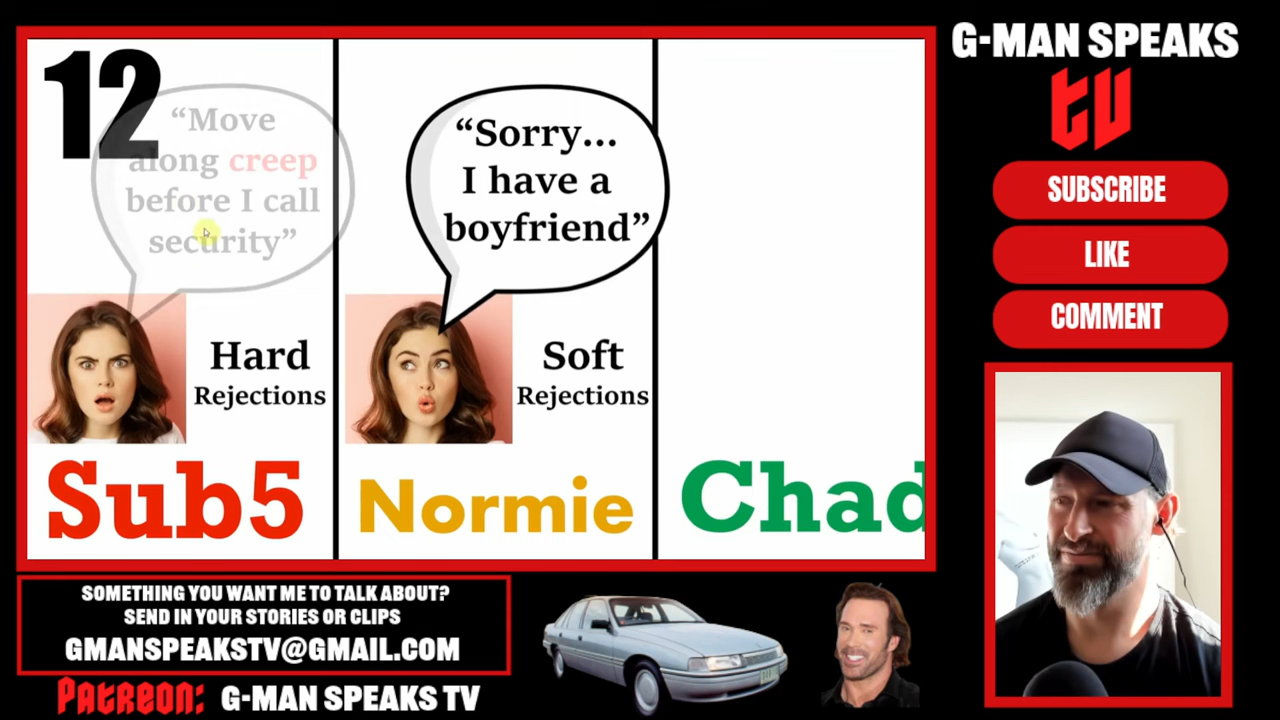 12
“Move
along creep
before I call
security”
“Sorry...
I have a
boyfriend”
Hard
Rejections
Soft
Rejections
Sub5
Normie
Chad
G-MAN SPEAKS
TV
SUBSCRIBE
LIKE
COMMENT
SOMETHING YOU WANT ME TO TALK ABOUT?
SEND IN YOUR STORIES OR CLIPS
GMANSPEAKSTV@GMAIL.COM
PATREON: G-MAN SPEAKS TV